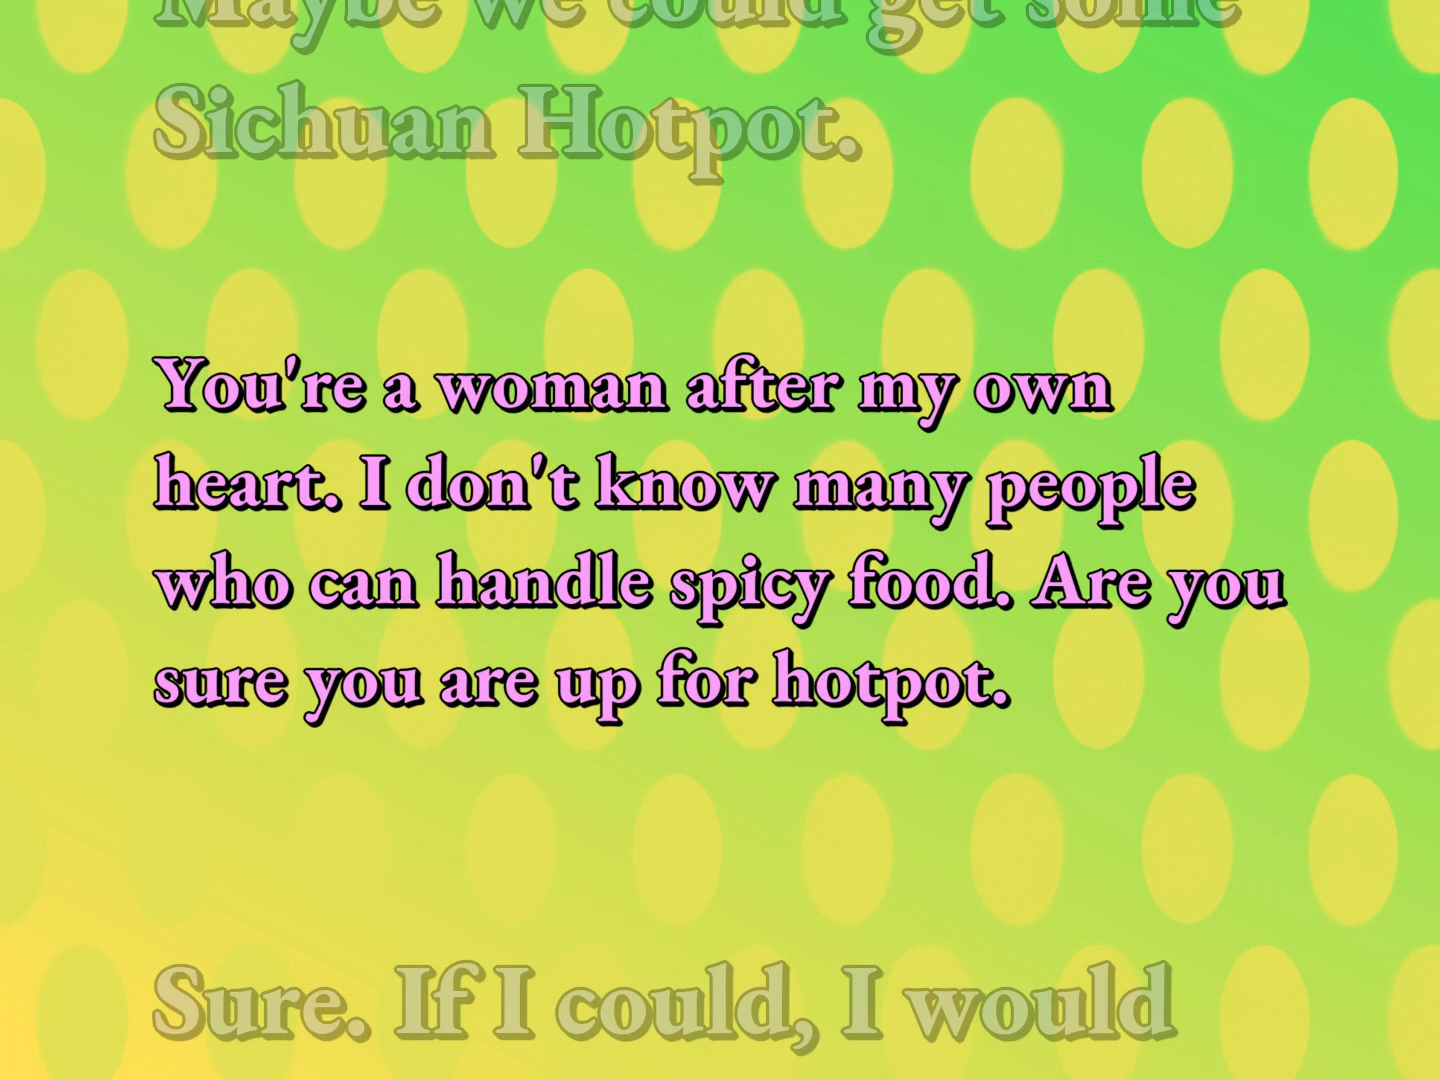 Maybe we could get some
Sichuan Hotpot.
You're a woman after my own
heart. I don't know many people
who can handle spicy food. Are you
sure you are up for hotpot.
Sure. If I could, I would